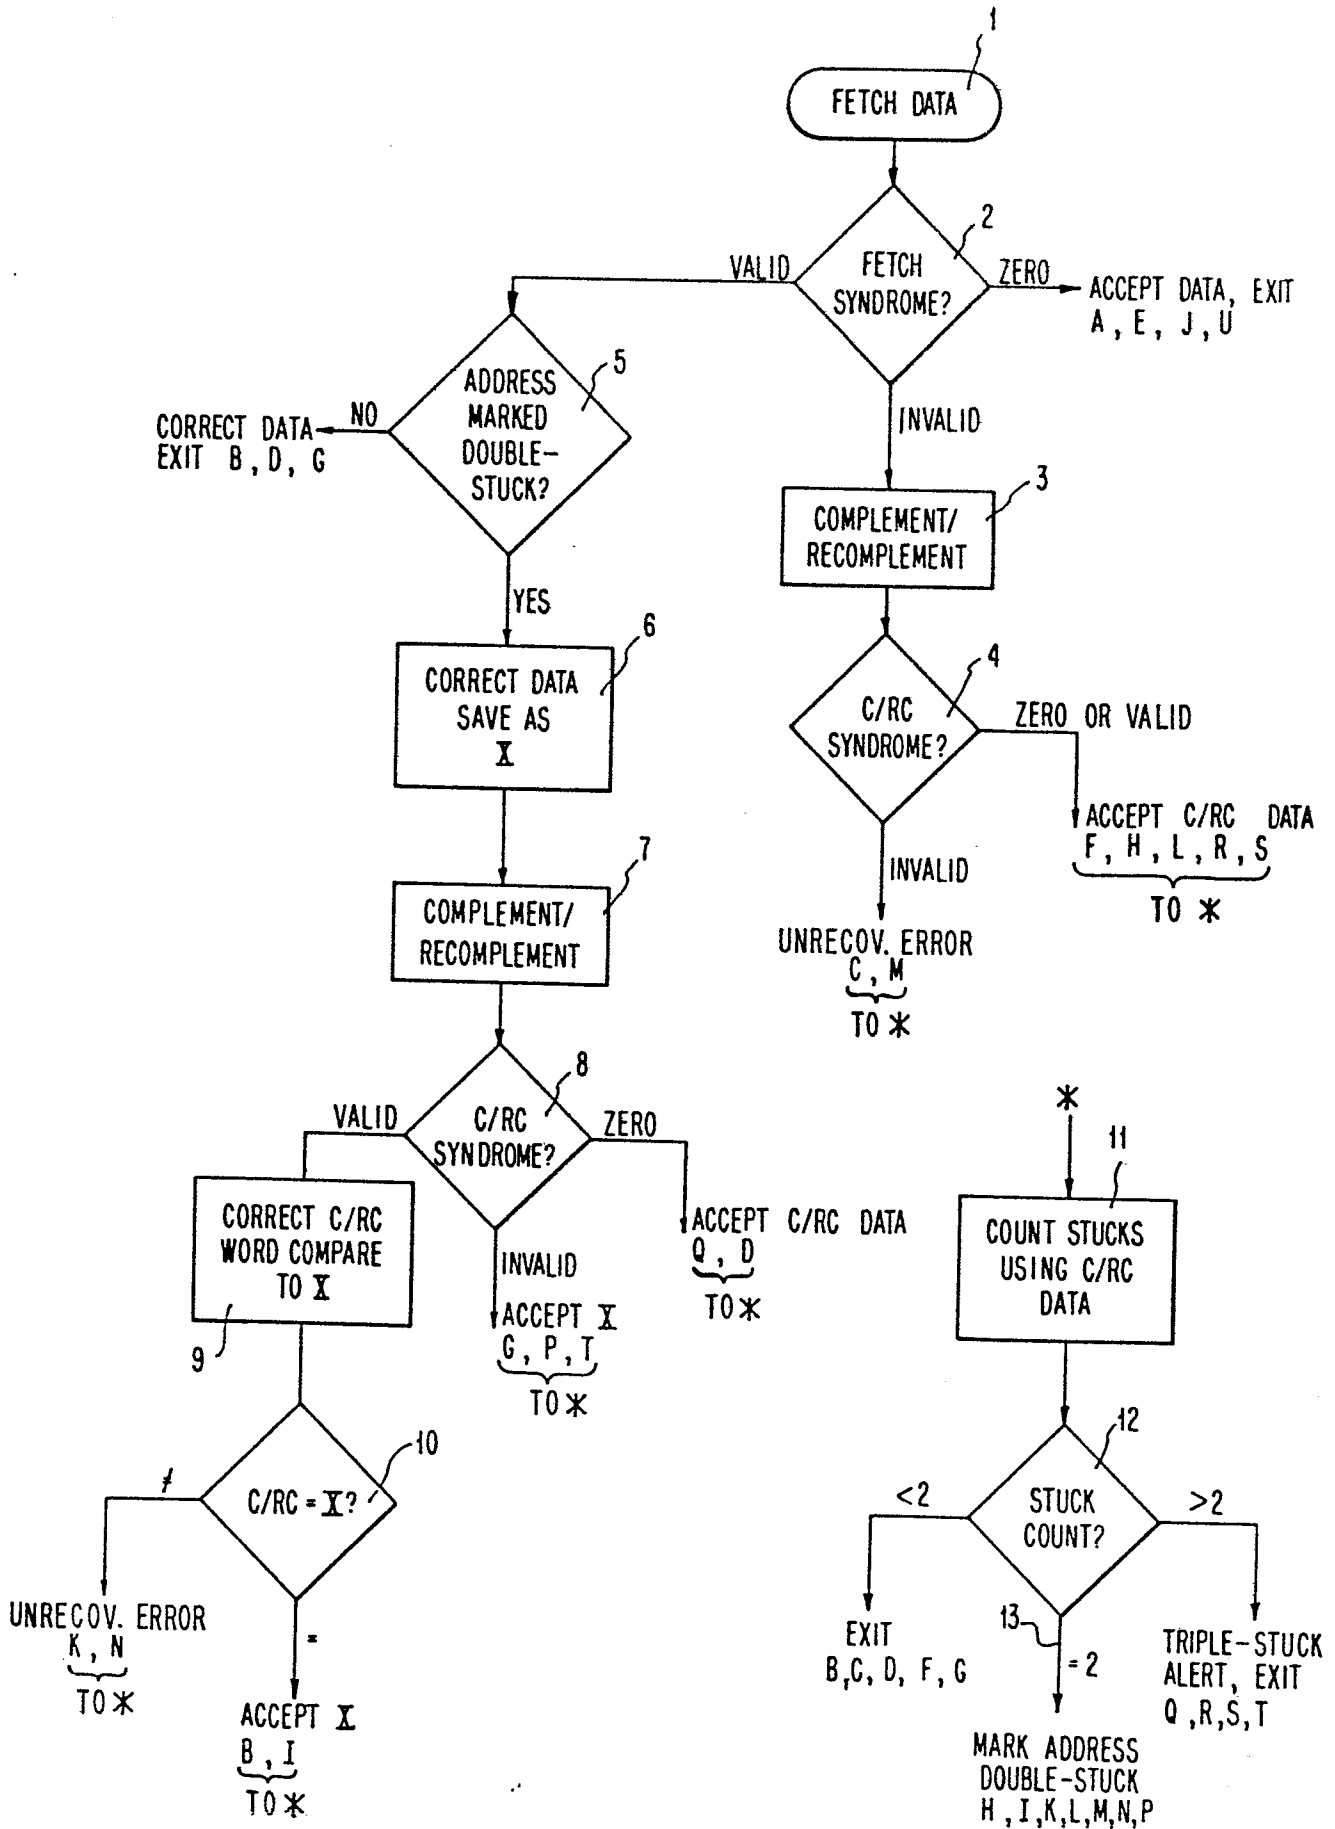 1
FETCH DATA
2
FETCH
SYNDROME?
VALID
ZERO
ACCEPT DATA, EXIT
A, E, J, U
INVALID
5
ADDRESS
MARKED
DOUBLE-
STUCK?
NO
CORRECT DATA
EXIT B, D, G
YES
3
COMPLEMENT/
RECOMPLEMENT
4
C/RC
SYNDROME?
ZERO OR VALID
ACCEPT C/RC DATA
F, H, L, R, S
TO *
INVALID
UNRECOV. ERROR
C, M
TO *
6
CORRECT DATA
SAVE AS
X
7
COMPLEMENT/
RECOMPLEMENT
8
C/RC
SYNDROME?
VALID
ZERO
ACCEPT C/RC DATA
Q, D
TO *
INVALID
ACCEPT X
G, P, T
TO *
CORRECT C/RC
WORD COMPARE
TO X
9
10
C/RC = X?
≠
UNRECOV. ERROR
K, N
TO *
=
ACCEPT X
B, I
TO *
*
11
COUNT STUCKS
USING C/RC
DATA
12
STUCK
COUNT?
<2
EXIT
B,C, D, F, G
>2
TRIPLE-STUCK
ALERT, EXIT
Q,R,S,T
13
=2
MARK ADDRESS
DOUBLE-STUCK
H,I,K,L,M,N,P